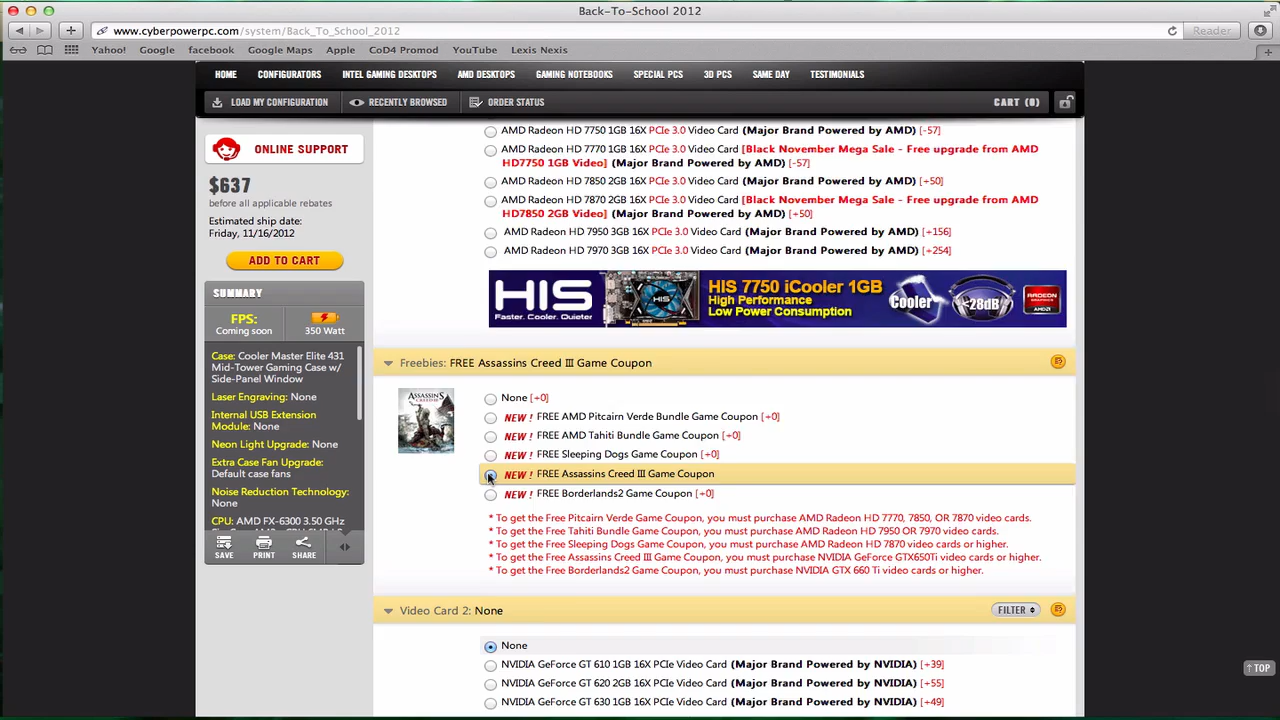 Back-To-School 2012
www.cyberpowerpc.com/system/Back_To_School_2012
Reader
Yahoo! Google facebook Google Maps Apple CoD4 Promod YouTube Lexis Nexis
HOME CONFIGURATORS INTEL GAMING DESKTOPS AMD DESKTOPS GAMING NOTEBOOKS SPECIAL PCS 3D PCS SAME DAY TESTIMONIALS
LOAD MY CONFIGURATION RECENTLY BROWSED ORDER STATUS CART (0)
ONLINE SUPPORT
$637
before all applicable rebates
Estimated ship date:
Friday, 11/16/2012
ADD TO CART
SUMMARY
FPS:
Coming soon
350 Watt
Case: Cooler Master Elite 431
Mid-Tower Gaming Case w/
Side-Panel Window
Laser Engraving: None
Internal USB Extension
Module: None
Neon Light Upgrade: None
Extra Case Fan Upgrade:
Default case fans
Noise Reduction Technology:
None
CPU: AMD FX-6300 3.50 GHz
SAVE PRINT SHARE
AMD Radeon HD 7750 1GB 16X PCIe 3.0 Video Card (Major Brand Powered by AMD) [-57]
AMD Radeon HD 7770 1GB 16X PCIe 3.0 Video Card [Black November Mega Sale - Free upgrade from AMD
HD7750 1GB Video] (Major Brand Powered by AMD) [-57]
AMD Radeon HD 7850 2GB 16X PCIe 3.0 Video Card (Major Brand Powered by AMD) [+50]
AMD Radeon HD 7870 2GB 16X PCIe 3.0 Video Card [Black November Mega Sale - Free upgrade from AMD
HD7850 2GB Video] (Major Brand Powered by AMD) [+50]
AMD Radeon HD 7950 3GB 16X PCIe 3.0 Video Card (Major Brand Powered by AMD) [+156]
AMD Radeon HD 7970 3GB 16X PCIe 3.0 Video Card (Major Brand Powered by AMD) [+254]
HIS
Faster. Cooler. Quieter.
HIS
HIS 7750 iCooler 1GB
High Performance
Low Power Consumption
Cooler
<28dB
RADEON
GRAPHICS
AMD
Freebies: FREE Assassins Creed III Game Coupon
ASSASSINS
CREED III
None [+0]
NEW ! FREE AMD Pitcairn Verde Bundle Game Coupon [+0]
NEW ! FREE AMD Tahiti Bundle Game Coupon [+0]
NEW ! FREE Sleeping Dogs Game Coupon [+0]
NEW ! FREE Assassins Creed III Game Coupon
NEW ! FREE Borderlands2 Game Coupon [+0]
* To get the Free Pitcairn Verde Game Coupon, you must purchase AMD Radeon HD 7770, 7850, OR 7870 video cards.
* To get the Free Tahiti Bundle Game Coupon, you must purchase AMD Radeon HD 7950 OR 7970 video cards.
* To get the Free Sleeping Dogs Game Coupon, you must purchase AMD Radeon HD 7870 video cards or higher.
* To get the Free Assassins Creed III Game Coupon, you must purchase NVIDIA GeForce GTX650Ti video cards or higher.
* To get the Free Borderlands2 Game Coupon, you must purchase NVIDIA GTX 660 Ti video cards or higher.
Video Card 2: None
FILTER
None
NVIDIA GeForce GT 610 1GB 16X PCIe Video Card (Major Brand Powered by NVIDIA) [+39]
NVIDIA GeForce GT 620 2GB 16X PCIe Video Card (Major Brand Powered by NVIDIA) [+55]
NVIDIA GeForce GT 630 1GB 16X PCIe Video Card (Major Brand Powered by NVIDIA) [+49]
TOP